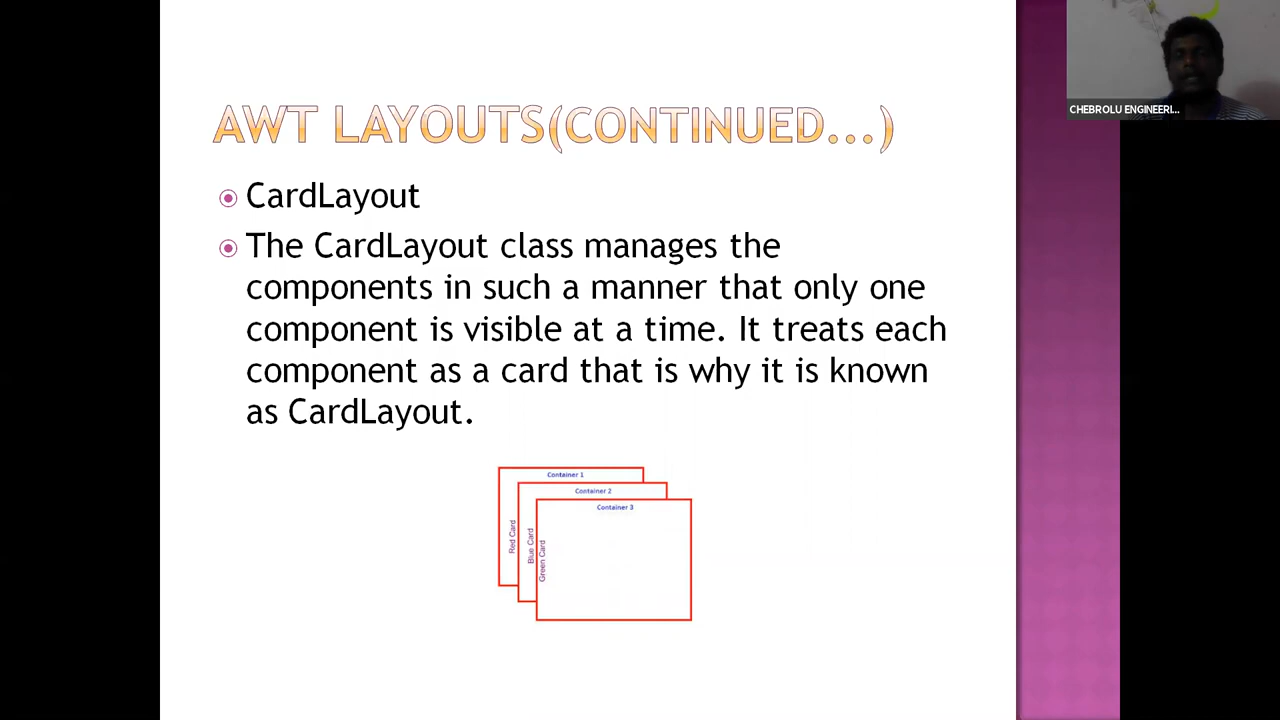 AWT LAYOUTS(CONTINUED...)
CHEBROLU ENGINEERI...
CardLayout
The CardLayout class manages the
components in such a manner that only one
component is visible at a time. It treats each
component as a card that is why it is known
as CardLayout.
Container 1
Container 2
Container 3
Red Card
Blue Card
Green Card